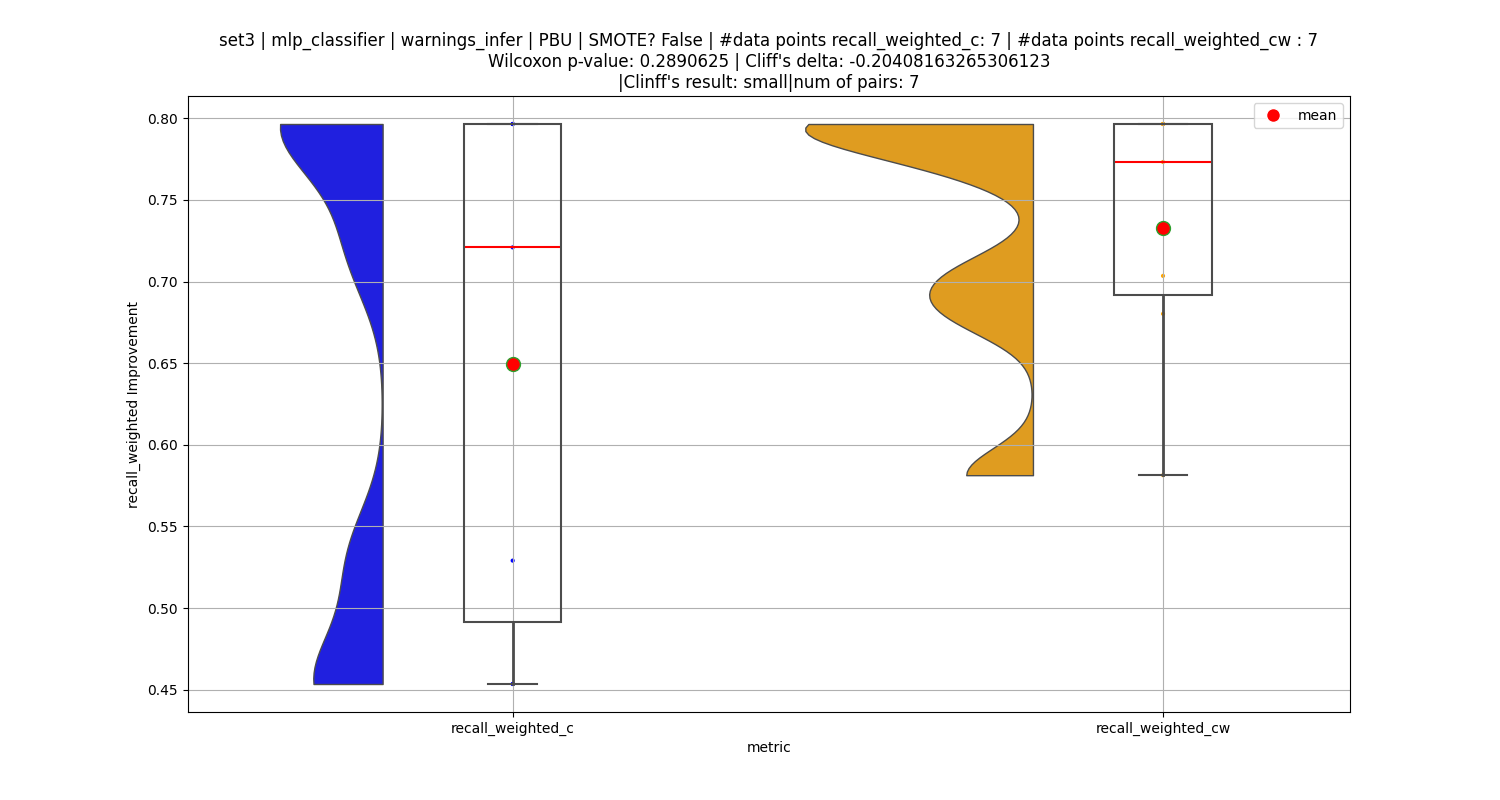 set3 | mlp_classifier | warnings_infer | PBU | SMOTE? False | #data points recall_weighted_c: 7 | #data points recall_weighted_cw : 7
Wilcoxon p-value: 0.2890625 | Cliff's delta: -0.20408163265306123
|Clinff's result: small|num of pairs: 7
mean
0.80
0.75
0.70
0.65
0.60
0.55
0.50
0.45
recall_weighted Improvement
recall_weighted_c
recall_weighted_cw
metric